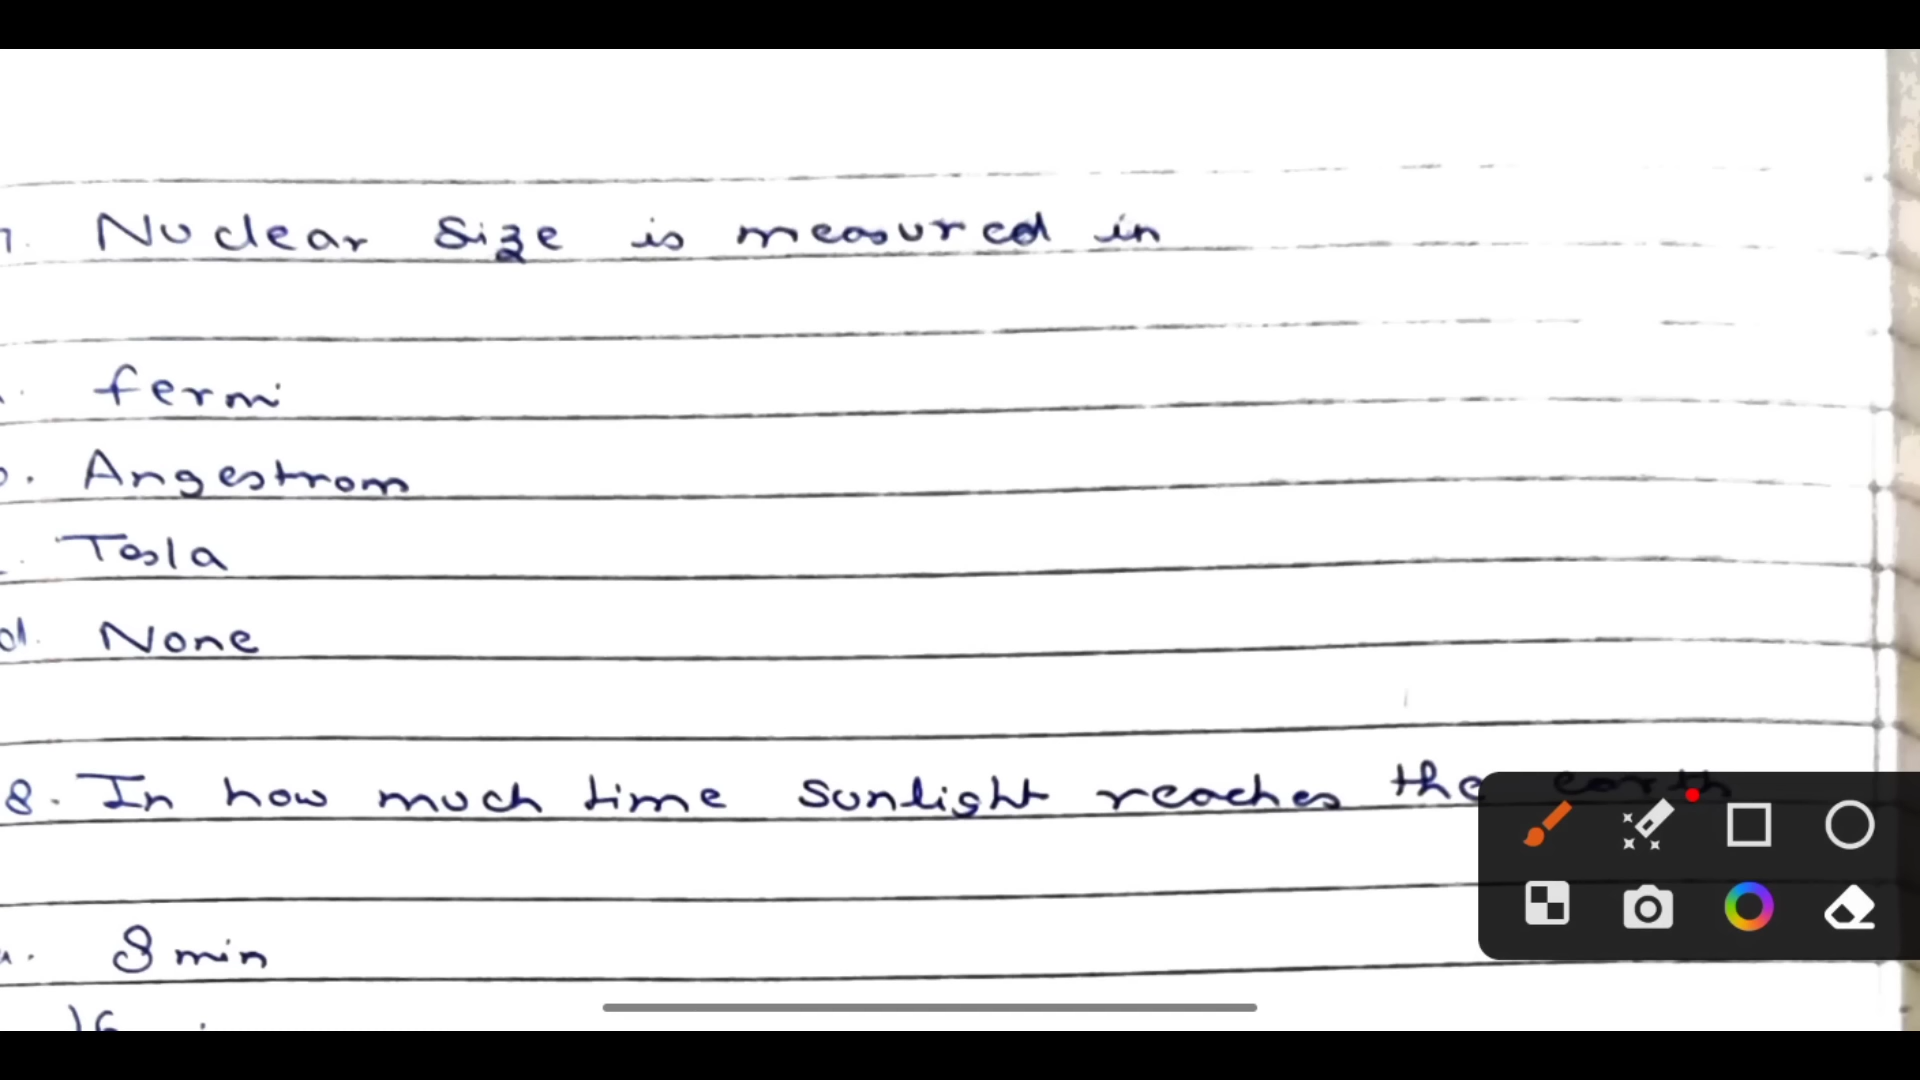 7. Nuclear Size is measured in
fermi
b. Angestrom
Tesla
d. None
8. In how much time sunlight reaches the earth
8 min